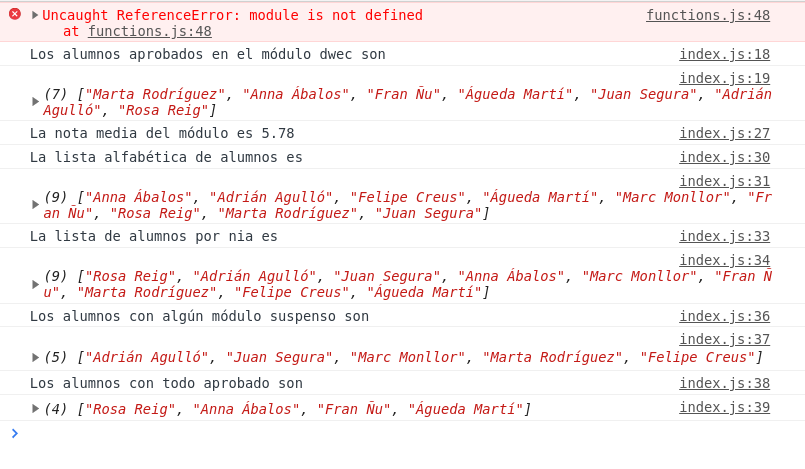 Uncaught ReferenceError: module is not defined functions.js:48
at functions.js:48
Los alumnos aprobados en el módulo dwec son index.js:18
index.js:19
(7) ["Marta Rodríguez", "Anna Ábalos", "Fran Ñu", "Águeda Martí", "Juan Segura", "Adrián
Agulló", "Rosa Reig"]
La nota media del módulo es 5.78 index.js:27
La lista alfabética de alumnos es index.js:30
index.js:31
(9) ["Anna Ábalos", "Adrián Agulló", "Felipe Creus", "Águeda Martí", "Marc Monllor", "Fr
an Ñu", "Rosa Reig", "Marta Rodríguez", "Juan Segura"]
La lista de alumnos por nia es index.js:33
index.js:34
(9) ["Rosa Reig", "Adrián Agulló", "Juan Segura", "Anna Ábalos", "Marc Monllor", "Fran Ñ
u", "Marta Rodríguez", "Felipe Creus", "Águeda Martí"]
Los alumnos con algún módulo suspenso son index.js:36
index.js:37
(5) ["Adrián Agulló", "Juan Segura", "Marc Monllor", "Marta Rodríguez", "Felipe Creus"]
Los alumnos con todo aprobado son index.js:38
(4) ["Rosa Reig", "Anna Ábalos", "Fran Ñu", "Águeda Martí"] index.js:39